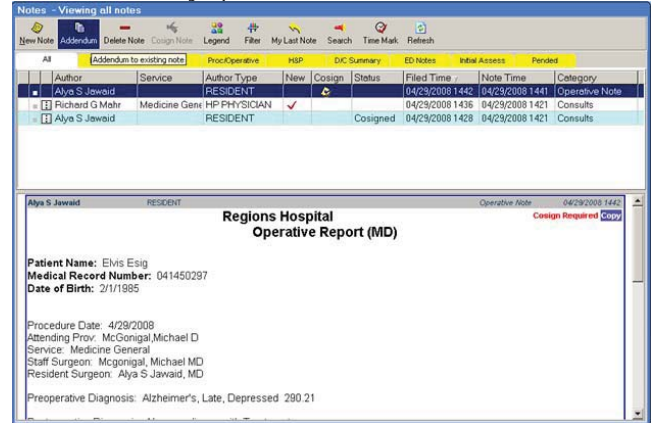 Notes - Viewing all notes
New Note Addendum Delete Note Cosign Note Legend Filter My Last Note Search Time Mark Refresh
All Addendum to existing note Proc/Operative H&P D/C Summary ED Notes Initial Assess Pended
Author Service Author Type New Cosign Status Filed Time Note Time Category
Alya S Jawaid RESIDENT 04/29/2008 1442 04/29/2008 1441 Operative Note
Richard G Mahr Medicine Gene HP PHYSICIAN 04/29/2008 1436 04/29/2008 1421 Consults
Alya S Jawaid RESIDENT Cosigned 04/29/2008 1428 04/29/2008 1421 Consults
Alya S Jawaid RESIDENT Operative Note 04/29/2008 1442
Regions Hospital Cosign Required Copy
Operative Report (MD)
Patient Name: Elvis Esig
Medical Record Number: 041450297
Date of Birth: 2/1/1985
Procedure Date: 4/29/2008
Attending Prov: McGonigal,Michael D
Service: Medicine General
Staff Surgeon: Mcgonigal, Michael MD
Resident Surgeon: Alya S Jawaid, MD
Preoperative Diagnosis: Alzheimer's, Late, Depressed 290.21